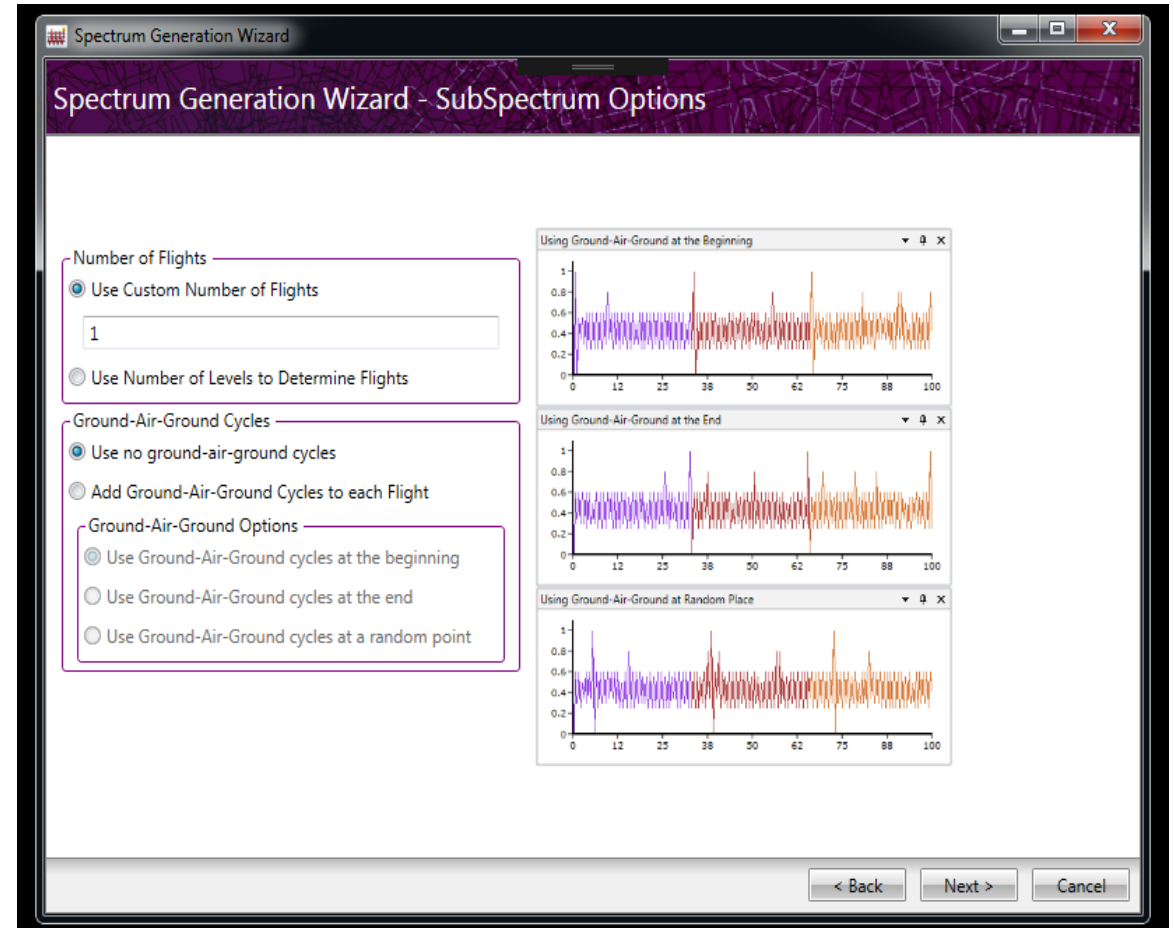 Spectrum Generation Wizard
Spectrum Generation Wizard - SubSpectrum Options
Number of Flights
Use Custom Number of Flights
1
Use Number of Levels to Determine Flights
Ground-Air-Ground Cycles
Use no ground-air-ground cycles
Add Ground-Air-Ground Cycles to each Flight
Ground-Air-Ground Options
Use Ground-Air-Ground cycles at the beginning
Use Ground-Air-Ground cycles at the end
Use Ground-Air-Ground cycles at a random point
Using Ground-Air-Ground at the Beginning
1
0.8
0.6
0.4
0.2
0
0 12 25 38 50 62 75 88 100
Using Ground-Air-Ground at the End
1
0.8
0.6
0.4
0.2
0
0 12 25 38 50 62 75 88 100
Using Ground-Air-Ground at Random Place
1
0.8
0.6
0.4
0.2
0
0 12 25 38 50 62 75 88 100
< Back Next > Cancel